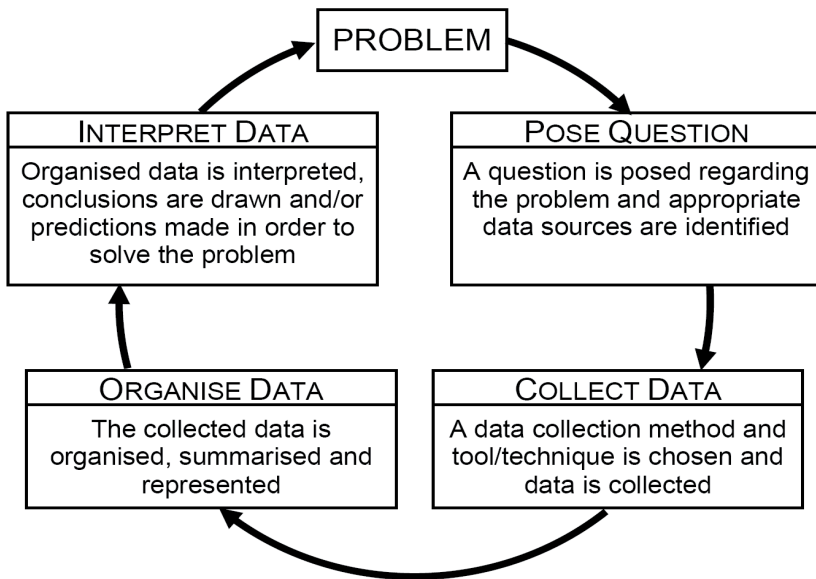 PROBLEM
POSE QUESTION
A question is posed regarding
the problem and appropriate
data sources are identified
COLLECT DATA
A data collection method and
tool/technique is chosen and
data is collected
ORGANISE DATA
The collected data is
organised, summarised and
represented
INTERPRET DATA
Organised data is interpreted,
conclusions are drawn and/or
predictions made in order to
solve the problem